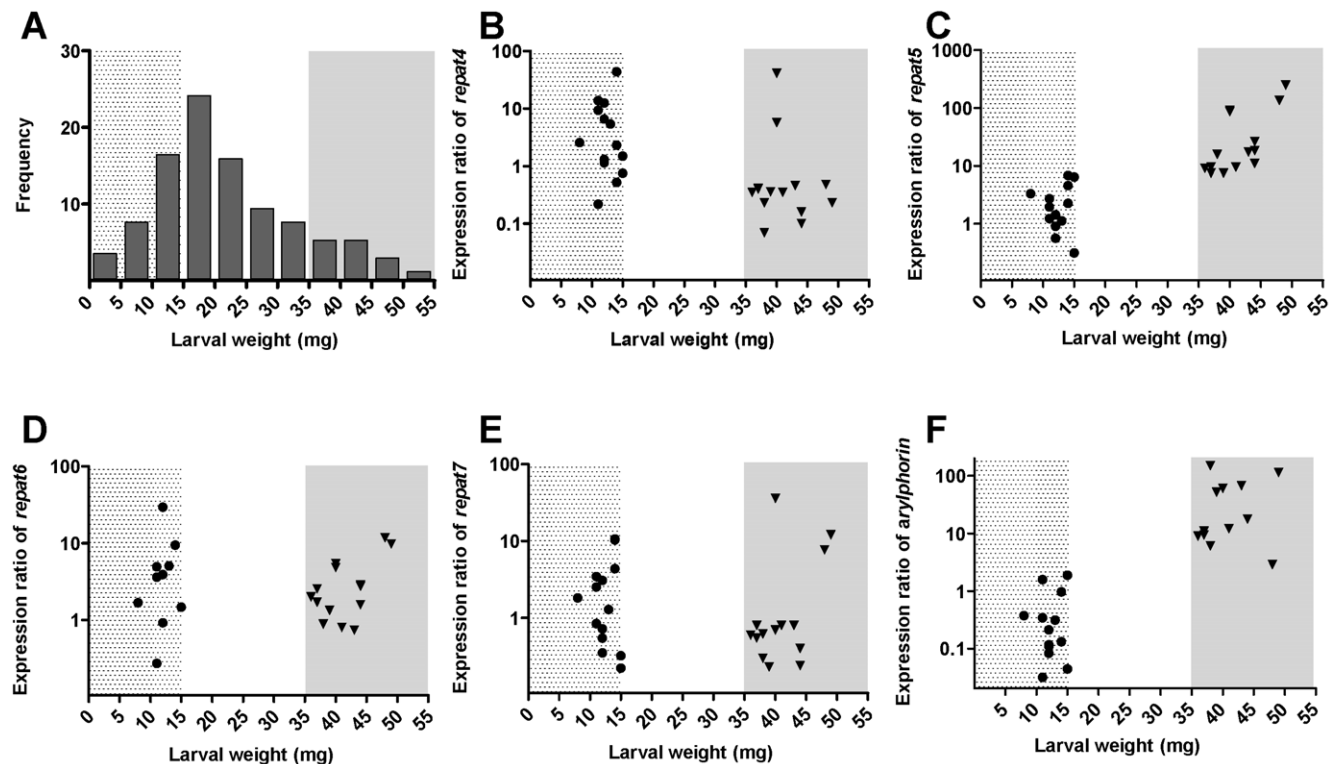 A
30
20
10
Frequency
0 5 10 15 20 25 30 35 40 45 50 55
Larval weight (mg)
B
100
10
1
0.1
Expression ratio of repat4
0 5 10 15 20 25 30 35 40 45 50 55
Larval weight (mg)
C
1000
100
10
1
Expression ratio of repat5
0 5 10 15 20 25 30 35 40 45 50 55
Larval weight (mg)
D
100
10
1
Expression ratio of repat6
0 5 10 15 20 25 30 35 40 45 50 55
Larval weight (mg)
E
100
10
1
Expression ratio of repat7
0 5 10 15 20 25 30 35 40 45 50 55
Larval weight (mg)
F
100
10
1
0.1
Expression ratio of arylphorin
5 10 15 20 25 30 35 40 45 50 55
Larval weight (mg)